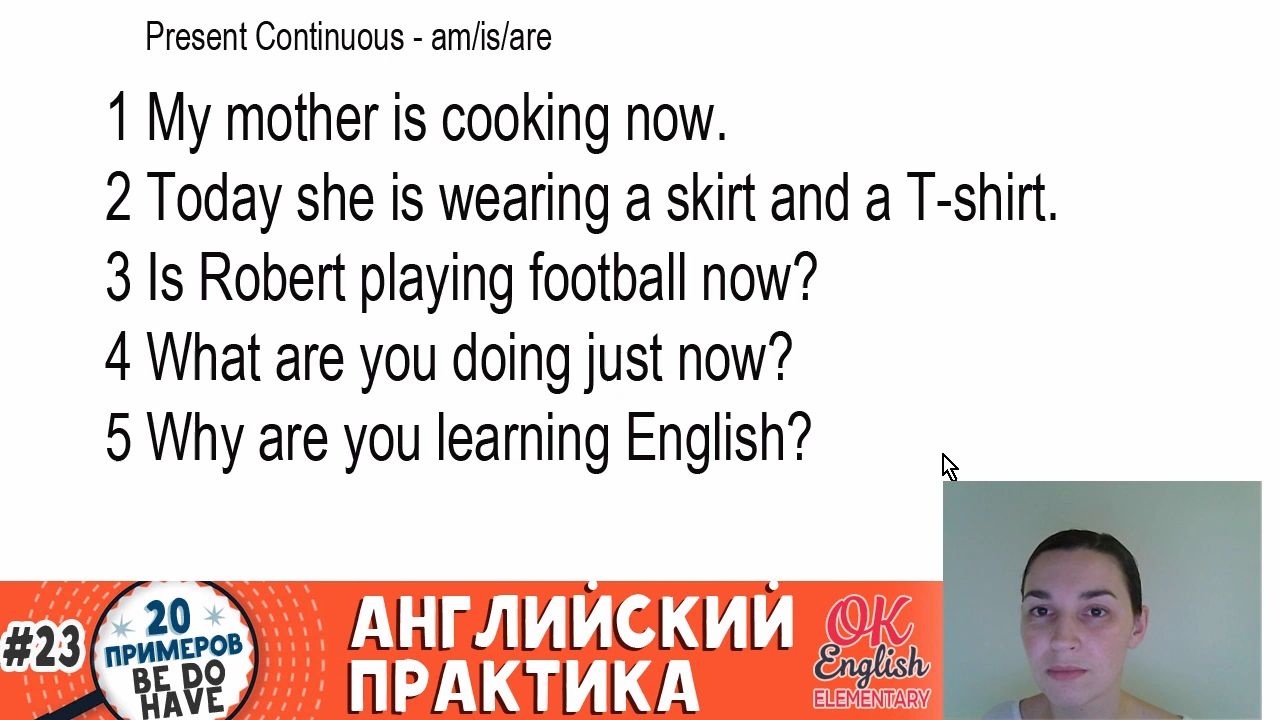 Present Continuous - am/is/are
1 My mother is cooking now.
2 Today she is wearing a skirt and a T-shirt.
3 Is Robert playing football now?
4 What are you doing just now?
5 Why are you learning English?
#23
20
ПРИМЕРОВ
BE DO
HAVE
АНГЛИЙСКИЙ
ПРАКТИКА
OK
English
ELEMENTARY